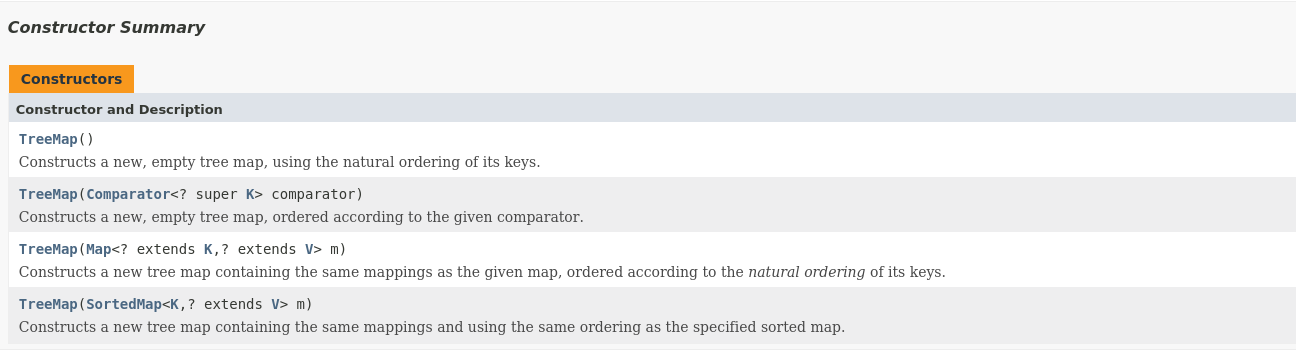 Constructor Summary
Constructors
Constructor and Description
TreeMap()
Constructs a new, empty tree map, using the natural ordering of its keys.
TreeMap(Comparator<? super K> comparator)
Constructs a new, empty tree map, ordered according to the given comparator.
TreeMap(Map<? extends K,? extends V> m)
Constructs a new tree map containing the same mappings as the given map, ordered according to the natural ordering of its keys.
TreeMap(SortedMap<K,? extends V> m)
Constructs a new tree map containing the same mappings and using the same ordering as the specified sorted map.